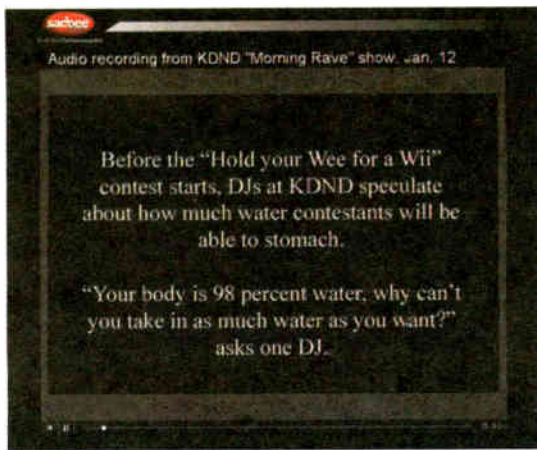 sacbee
Audio recording from KDND "Morning Rave" show, Jan. 12
Before the “Hold your Wee for a Wii”
contest starts, DJs at KDND speculate
about how much water contestants will be
able to stomach.
“Your body is 98 percent water, why can’t
you take in as much water as you want?”
asks one DJ.